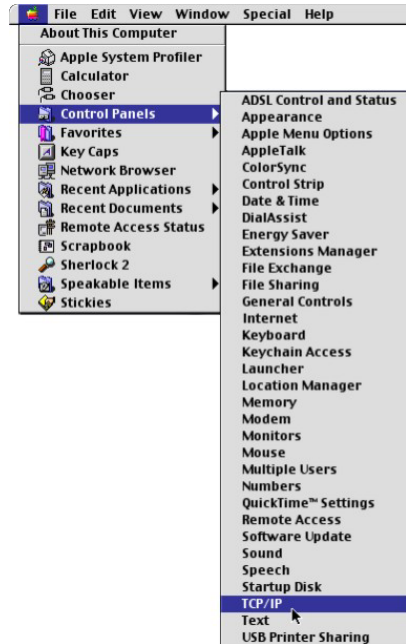 File Edit View Window Special Help
About This Computer
Apple System Profiler
Calculator
Chooser
Control Panels
Favorites
Key Caps
Network Browser
Recent Applications
Recent Documents
Remote Access Status
Scrapbook
Sherlock 2
Speakable Items
Stickies
ADSL Control and Status
Appearance
Apple Menu Options
AppleTalk
ColorSync
Control Strip
Date & Time
DialAssist
Energy Saver
Extensions Manager
File Exchange
File Sharing
General Controls
Internet
Keyboard
Keychain Access
Launcher
Location Manager
Memory
Modem
Monitors
Mouse
Multiple Users
Numbers
QuickTime™ Settings
Remote Access
Software Update
Sound
Speech
Startup Disk
TCP/IP
Text
USB Printer Sharing